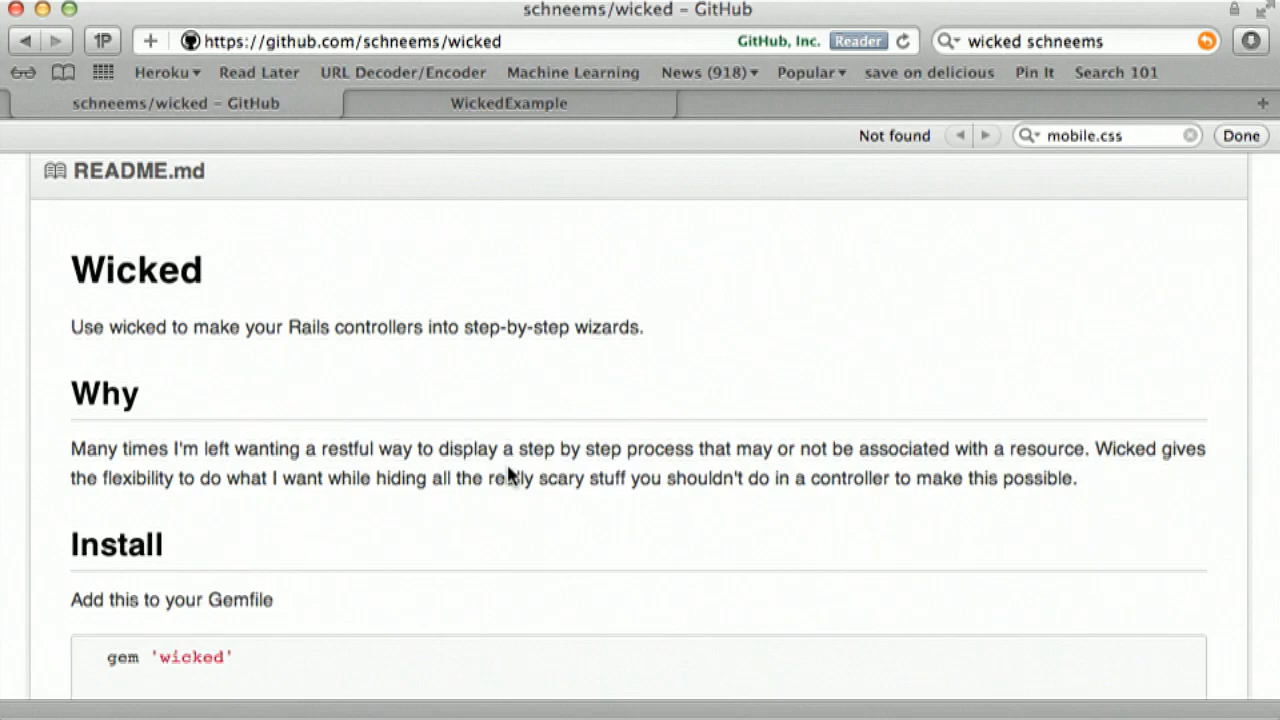 schneems/wicked – GitHub
1P + https://github.com/schneems/wicked GitHub, Inc. Reader wicked schneems
Heroku Read Later URL Decoder/Encoder Machine Learning News (918) Popular save on delicious Pin It Search 101
schneems/wicked – GitHub WickedExample +
Not found mobile.css Done
README.md
Wicked
Use wicked to make your Rails controllers into step-by-step wizards.
Why
Many times I'm left wanting a restful way to display a step by step process that may or not be associated with a resource. Wicked gives
the flexibility to do what I want while hiding all the really scary stuff you shouldn't do in a controller to make this possible.
Install
Add this to your Gemfile
gem 'wicked'